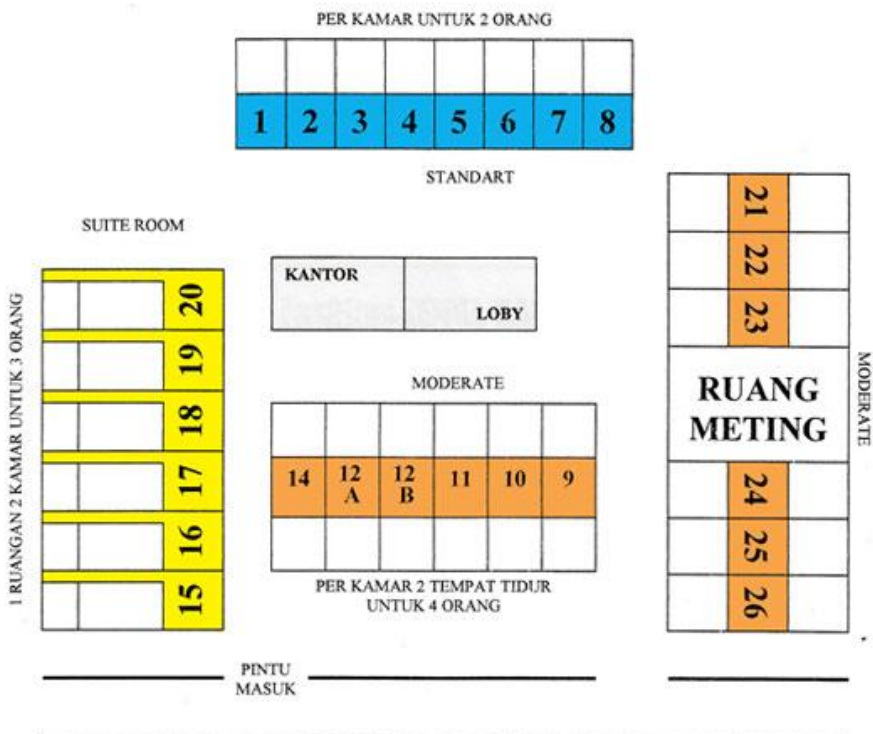 PER KAMAR UNTUK 2 ORANG
1 2 3 4 5 6 7 8
STANDART
SUITE ROOM
1 RUANGAN 2 KAMAR UNTUK 3 ORANG
20
19
18
17
16
15
KANTOR
LOBY
MODERATE
14 12 12 11 10 9
A B
PER KAMAR 2 TEMPAT TIDUR
UNTUK 4 ORANG
21
22
23
RUANG
METING
24
25
26
MODERATE
PINTU
MASUK